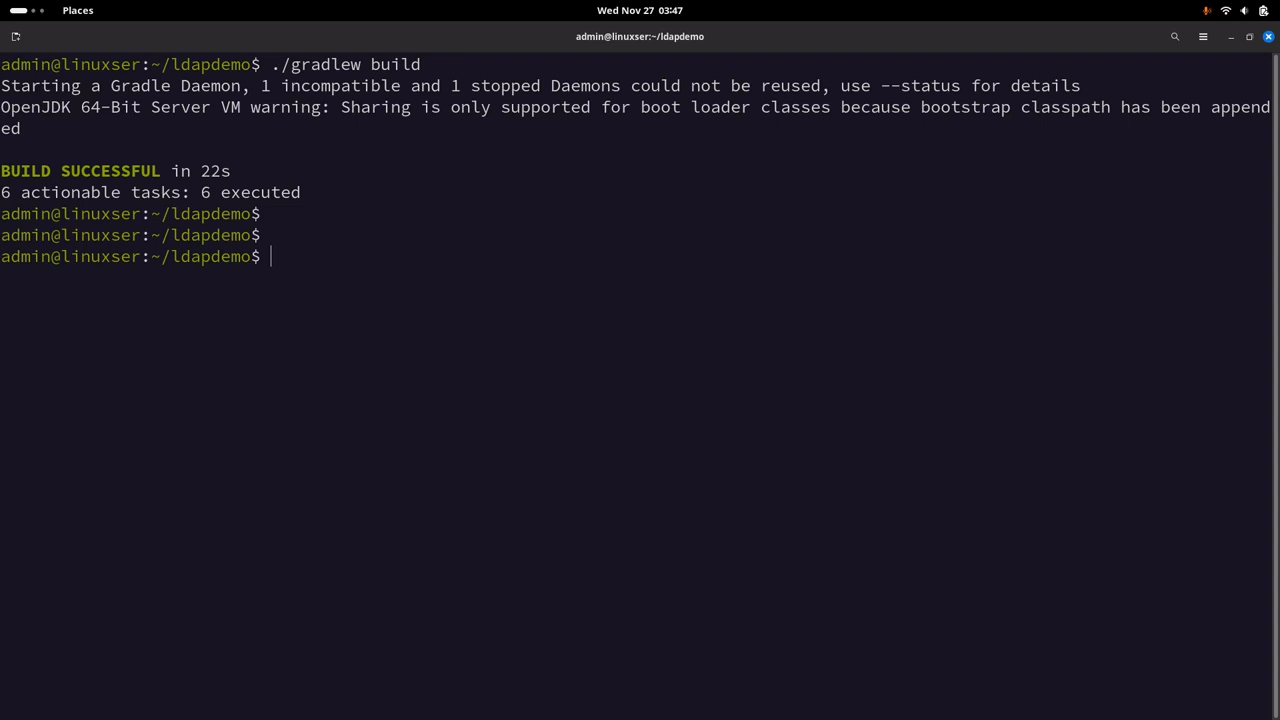 Places
Wed Nov 27 03:47
admin@linuxser:~/ldapdemo
admin@linuxser:~/ldapdemo$ ./gradlew build
Starting a Gradle Daemon, 1 incompatible and 1 stopped Daemons could not be reused, use --status for details
OpenJDK 64-Bit Server VM warning: Sharing is only supported for boot loader classes because bootstrap classpath has been append
ed
BUILD SUCCESSFUL in 22s
6 actionable tasks: 6 executed
admin@linuxser:~/ldapdemo$
admin@linuxser:~/ldapdemo$
admin@linuxser:~/ldapdemo$